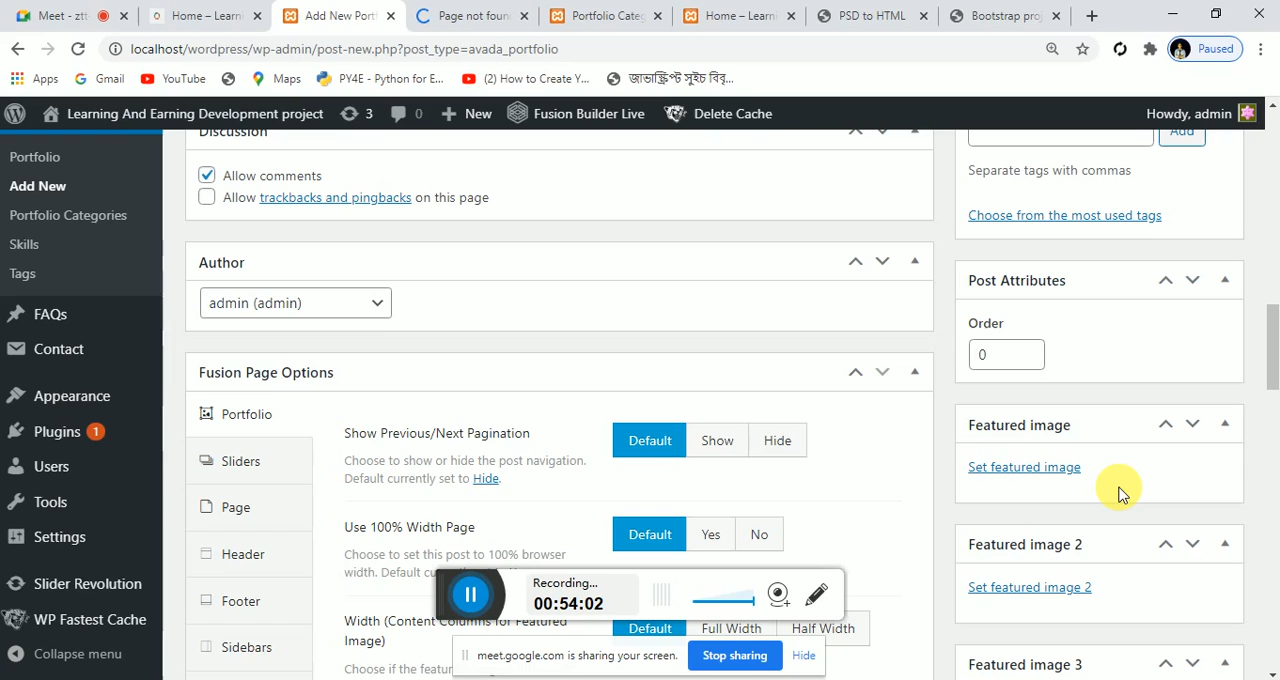 Meet - ztt-
Home – Learni
Add New Port
Page not foun
Portfolio Categ
Home – Learni
PSD to HTML
Bootstrap proj
localhost/wordpress/wp-admin/post-new.php?post_type=avada_portfolio
Paused
Apps
Gmail
YouTube
Maps
PY4E - Python for E...
(2) How to Create Y...
জাভাস্ক্রিপ্ট সুইচ বিবৃ...
Learning And Earning Development project
3
0
New
Fusion Builder Live
Delete Cache
Howdy, admin
Portfolio
Add New
Portfolio Categories
Skills
Tags
FAQs
Contact
Appearance
Plugins 1
Users
Tools
Settings
Slider Revolution
WP Fastest Cache
Collapse menu
Discussion
Allow comments
Allow trackbacks and pingbacks on this page
Author
admin (admin)
Fusion Page Options
Portfolio
Sliders
Page
Header
Footer
Sidebars
Show Previous/Next Pagination
Choose to show or hide the post navigation.
Default currently set to Hide.
Default Show Hide
Use 100% Width Page
Choose to set this post to 100% browser
width. Default
Default Yes No
Width (Content Columns for Featured
Image)
Choose if the featur
Default Full Width Half Width
Recording...
00:54:02
meet.google.com is sharing your screen.
Stop sharing
Hide
Add
Separate tags with commas
Choose from the most used tags
Post Attributes
Order
0
Featured image
Set featured image
Featured image 2
Set featured image 2
Featured image 3